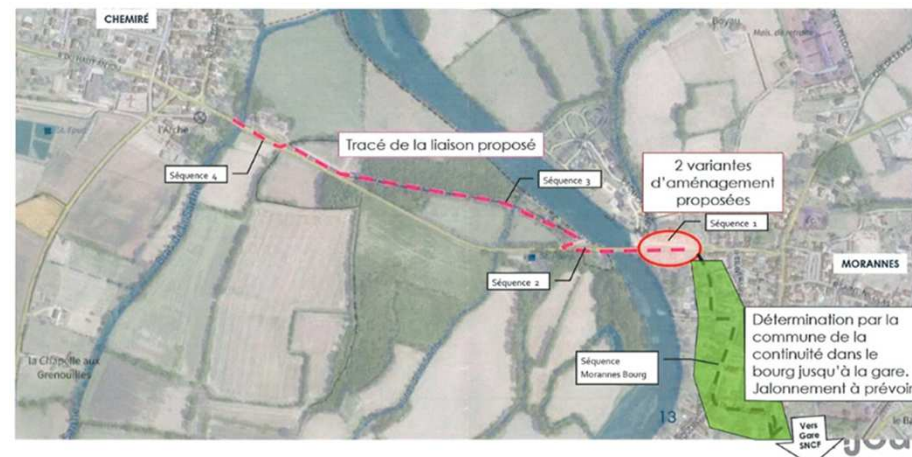 CHEMIRÉ
l'Arche
Tracé de la liaison proposé
Séquence 4
Séquence 3
2 variantes
d'aménagement
proposées
Séquence 1
Séquence 2
MORANNES
Détermination par la
commune de la
continuité dans le
bourg jusqu'à la gare.
Jalonnement à prévoir
Séquence
Morannes Bourg
la Chapelle aux
Grenouilles
13
Vers
Gare
SNCF